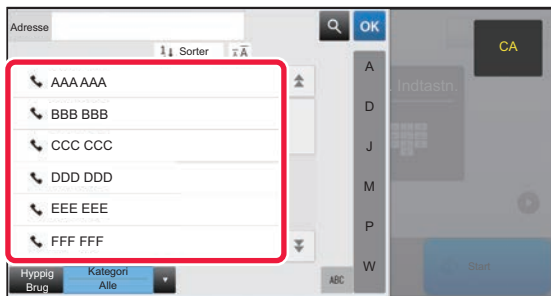 Adresse
OK
CA
Sorter
AAA AAA
BBB BBB
CCC CCC
DDD DDD
EEE EEE
FFF FFF
A
D
J
M
P
W
Indtastn.
Hyppig
Brug
Kategori
Alle
ABC
Start